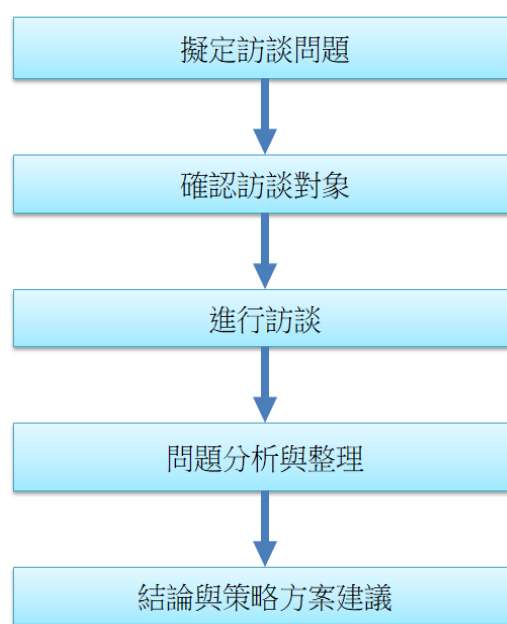 擬定訪談問題
確認訪談對象
進行訪談
問題分析與整理
結論與策略方案建議